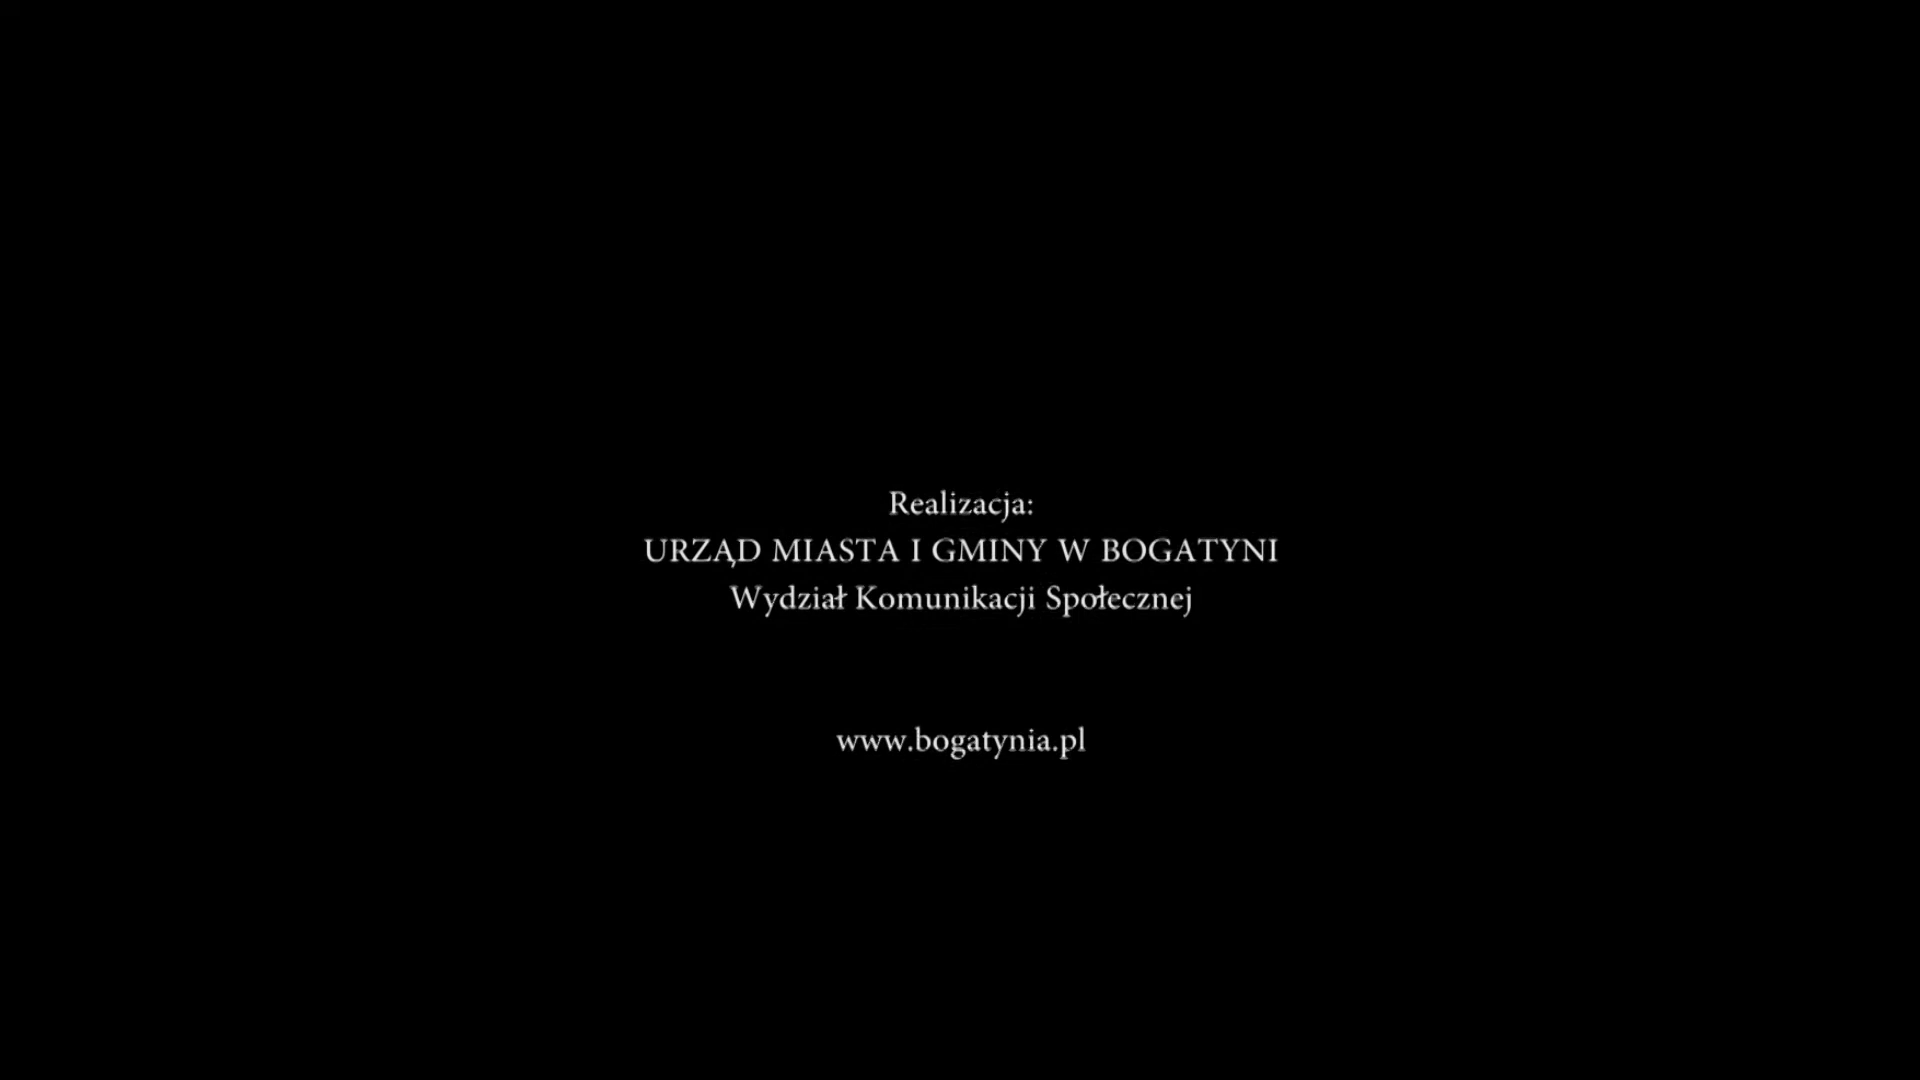 Realizacja:
URZĄD MIASTA I GMINY W BOGATYNI
Wydział Komunikacji Społecznej
www.bogatynia.pl